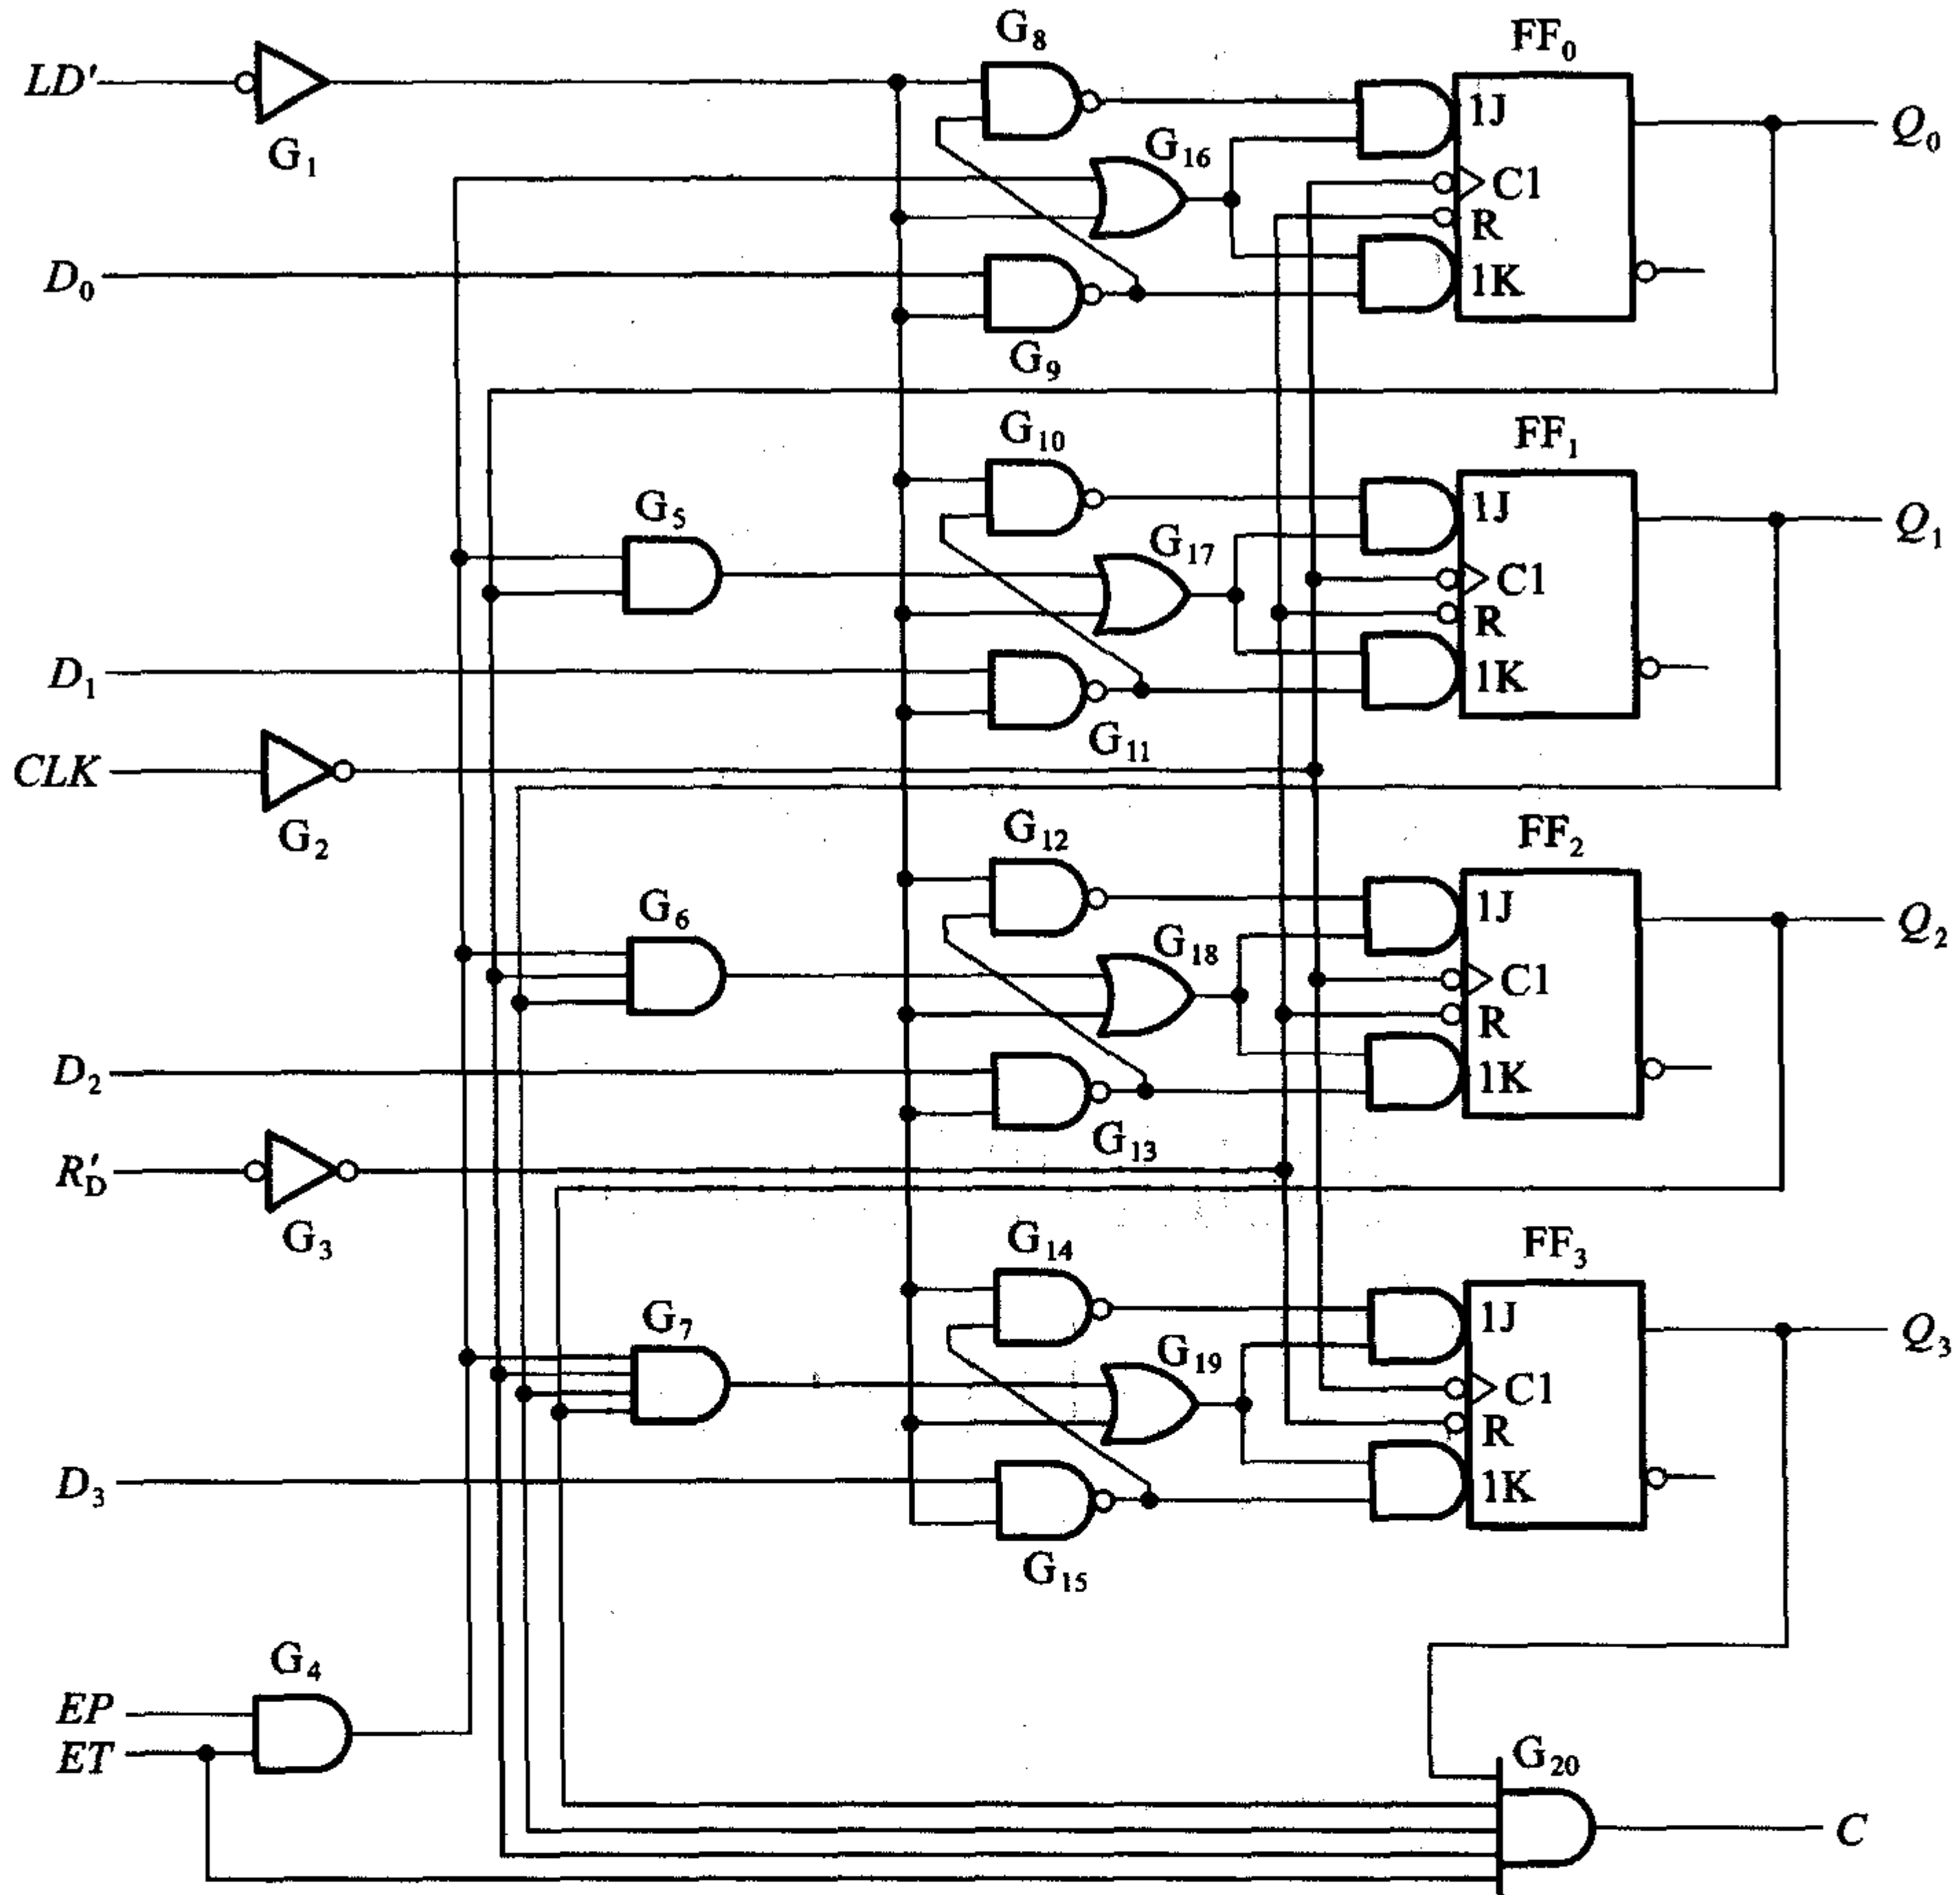 G₈
FF₀
LD′
1J
Q₀
G₁
G₁₆
C1
R
D₀
1K
G₉
G₁₀
FF₁
1J
Q₁
G₅
G₁₇
C1
R
D₁
1K
G₁₁
CLK
G₂
G₁₂
FF₂
1J
Q₂
G₆
G₁₈
C1
R
D₂
1K
G₁₃
R′D
G₃
G₁₄
FF₃
1J
Q₃
G₇
G₁₉
C1
R
D₃
1K
G₁₅
G₄
EP
ET
G₂₀
C